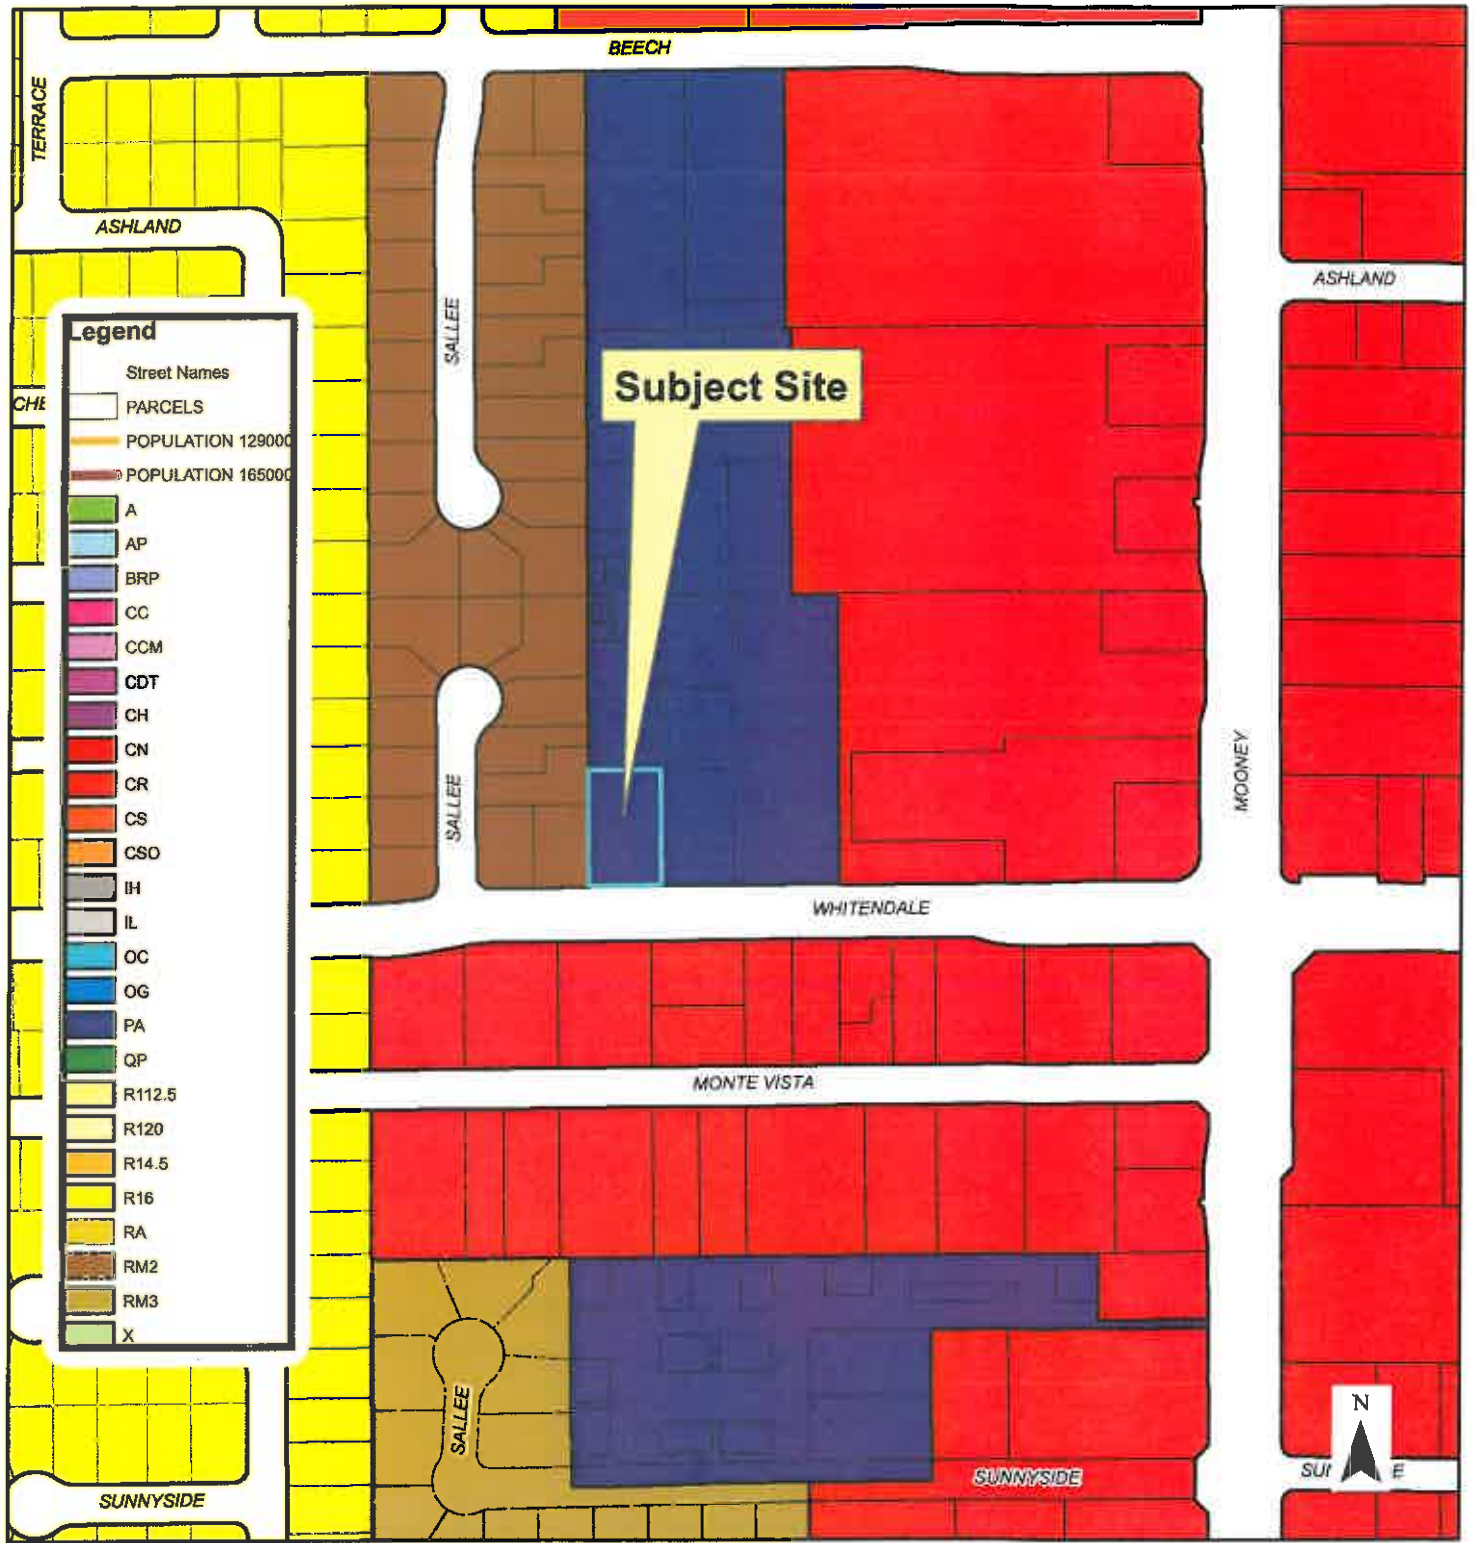 BEECH
TERRACE
ASHLAND
ASHLAND
SALLEE
Legend
Street Names
PARCELS
POPULATION 129000
POPULATION 165000
A
AP
BRP
CC
CCM
CDT
CH
CN
CR
CS
CSO
IH
IL
OC
OG
PA
QP
R112.5
R120
R14.5
R16
RA
RM2
RM3
X
CHE
Subject Site
MOONEY
SALLEE
WHITENDALE
MONTE VISTA
SALLEE
N
SUNNYSIDE
SUNNYSIDE
SUN
E